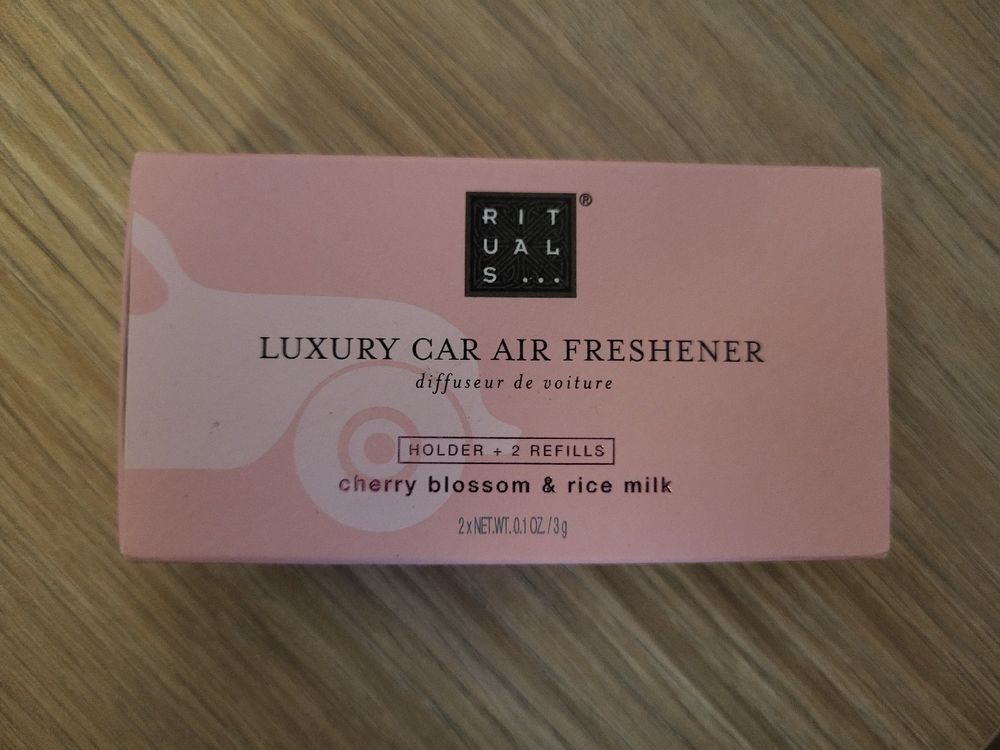 RIT
UAL
S...
®
LUXURY CAR AIR FRESHENER
diffuseur de voiture
HOLDER + 2 REFILLS
cherry blossom & rice milk
2 x NET.WT. 0.1 OZ. / 3 g